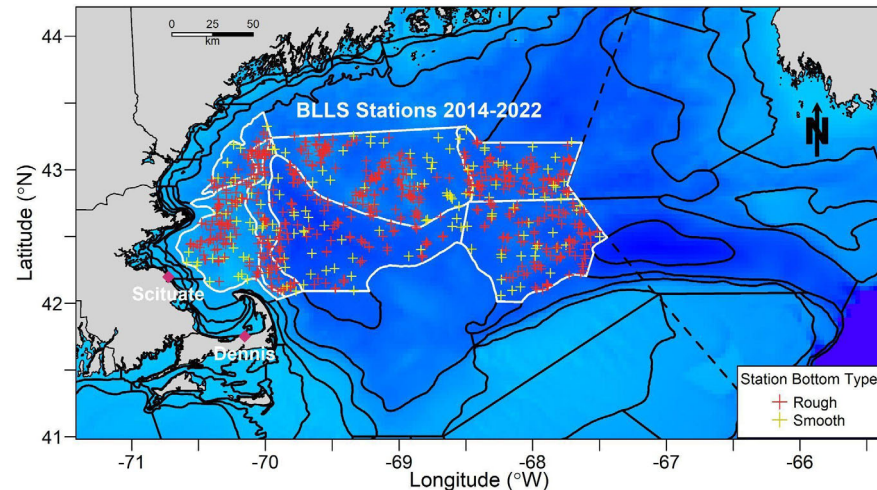 44
0 25 50
km
BLLS Stations 2014-2022
N
43
Latitude (°N)
42
Scituate
Dennis
Station Bottom Type
Rough
Smooth
41
-71 -70 -69 -68 -67 -66
Longitude (°W)